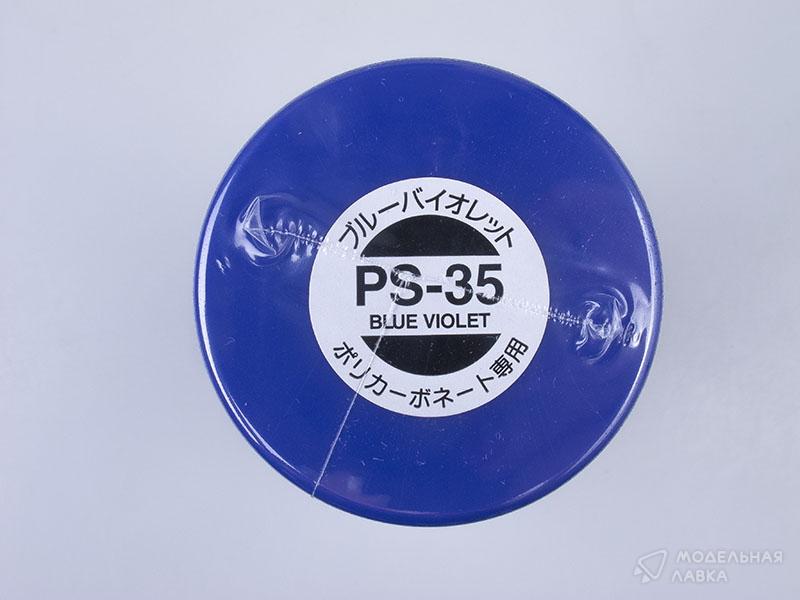 ブルーバイオレット
PS-35
BLUE VIOLET
ポリカーボネート専用
МОДЕЛЬНАЯ
ЛАВКА